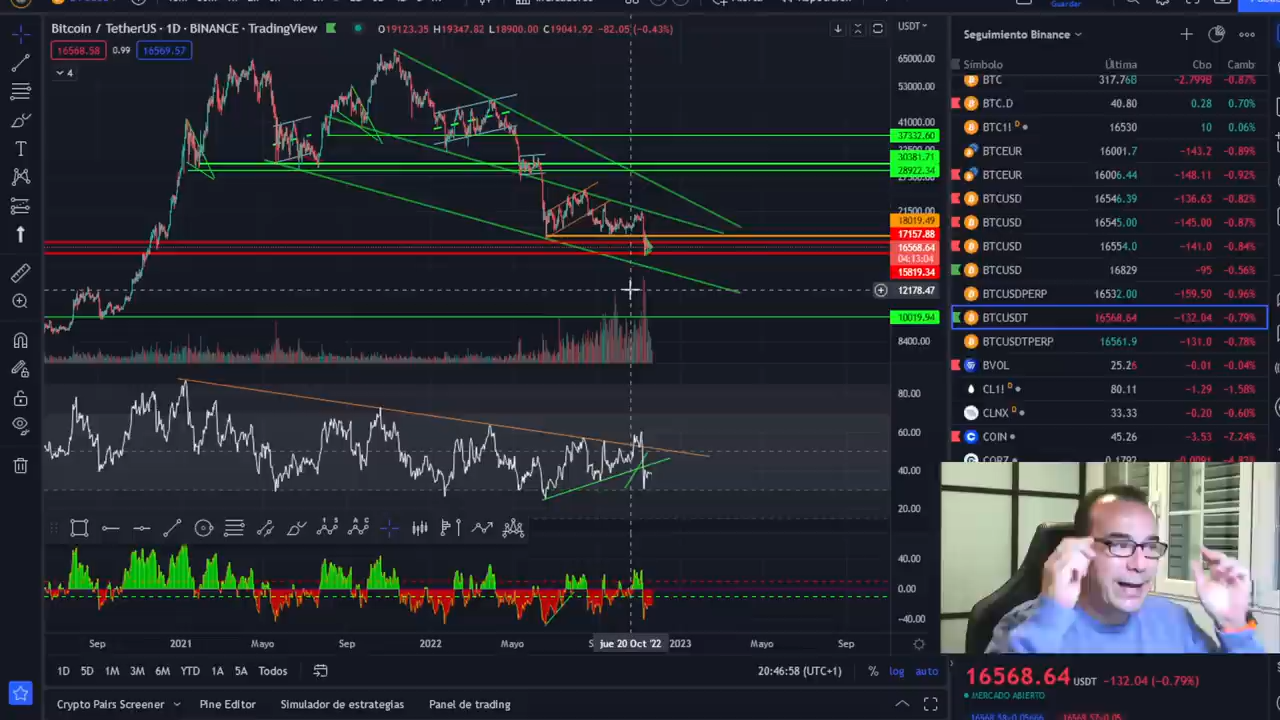 Guardar
Bitcoin / TetherUS · 1D · BINANCE · TradingView
O19123.35 H19347.82 L18900.00 C19041.92 -82.05 (-0.43%)
USDT
16568.58 0.99 16569.57
4
65000.00
53000.00
41000.00
37332.60
30381.71
28922.34
21500.00
18019.49
17157.88
16568.64
04:13:04
15819.34
12178.47
10019.94
8400.00
80.00
60.00
40.00
20.00
40.00
0.00
-40.00
Sep 2021 Mayo Sep 2022 Mayo jue 20 Oct '22 2023 Mayo Sep
1D 5D 1M 3M 6M YTD 1A 5A Todos
20:46:58 (UTC+1) % log auto
Crypto Pairs Screener Pine Editor Simulador de estrategias Panel de trading
Seguimiento Binance
Símbolo Última Cbo Camb
BTC 317.76B -2.799B -0.87%
BTC.D 40.80 0.28 0.70%
BTC1! D 16530 10 0.06%
BTCEUR 16001.7 -143.2 -0.89%
BTCEUR 16006.44 -148.11 -0.92%
BTCUSD 16546.39 -136.63 -0.82%
BTCUSD 16545.00 -145.00 -0.87%
BTCUSD 16554.0 -141.0 -0.84%
BTCUSD 16829 -95 -0.56%
BTCUSDPERP 16532.00 -159.50 -0.96%
BTCUSDT 16568.64 -132.04 -0.79%
BTCUSDTPERP 16561.9 -131.0 -0.78%
BVOL 25.26 -0.01 -0.04%
CL1! D 80.11 -1.29 -1.58%
CLNX D 33.33 -0.20 -0.60%
COIN 45.26 -3.53 -7.24%
16568.64 USDT -132.04 (-0.79%)
MERCADO ABIERTO